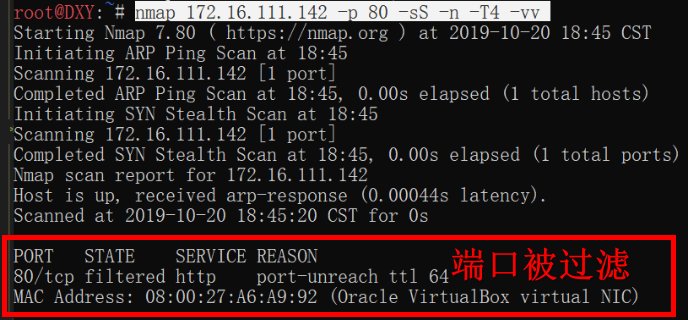 root@DXY:~# nmap 172.16.111.142 -p 80 -sS -n -T4 -vv
Starting Nmap 7.80 ( https://nmap.org ) at 2019-10-20 18:45 CST
Initiating ARP Ping Scan at 18:45
Scanning 172.16.111.142 [1 port]
Completed ARP Ping Scan at 18:45, 0.00s elapsed (1 total hosts)
Initiating SYN Stealth Scan at 18:45
Scanning 172.16.111.142 [1 port]
Completed SYN Stealth Scan at 18:45, 0.00s elapsed (1 total ports)
Nmap scan report for 172.16.111.142
Host is up, received arp-response (0.00044s latency).
Scanned at 2019-10-20 18:45:20 CST for 0s
PORT STATE SERVICE REASON
80/tcp filtered http port-unreach ttl 64 端口被过滤
MAC Address: 08:00:27:A6:A9:92 (Oracle VirtualBox virtual NIC)